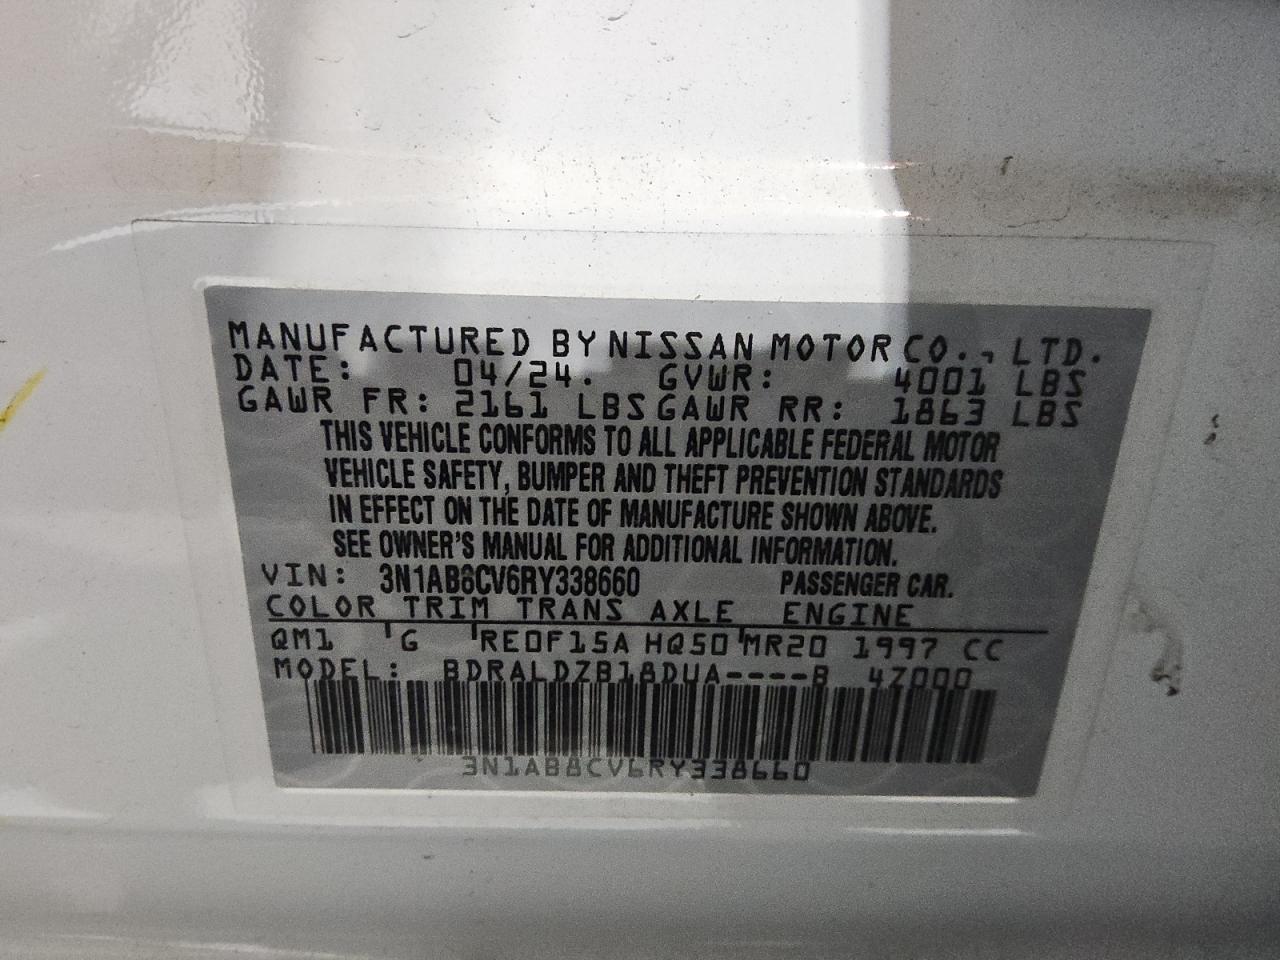 MANUFACTURED BY NISSAN MOTOR CO., LTD.
DATE: 04/24. GVWR: 4001 LBS
GAWR FR: 2161 LBS GAWR RR: 1863 LBS
THIS VEHICLE CONFORMS TO ALL APPLICABLE FEDERAL MOTOR
VEHICLE SAFETY, BUMPER AND THEFT PREVENTION STANDARDS
IN EFFECT ON THE DATE OF MANUFACTURE SHOWN ABOVE.
SEE OWNER'S MANUAL FOR ADDITIONAL INFORMATION.
VIN: 3N1AB8CV6RY338660 PASSENGER CAR.
COLOR TRIM TRANS AXLE ENGINE
QM1 G RE0F15A HQ50 MR20 1997 CC
MODEL: BDRALDZB18DUA----B 4Z000
3N1AB8CV6RY338660